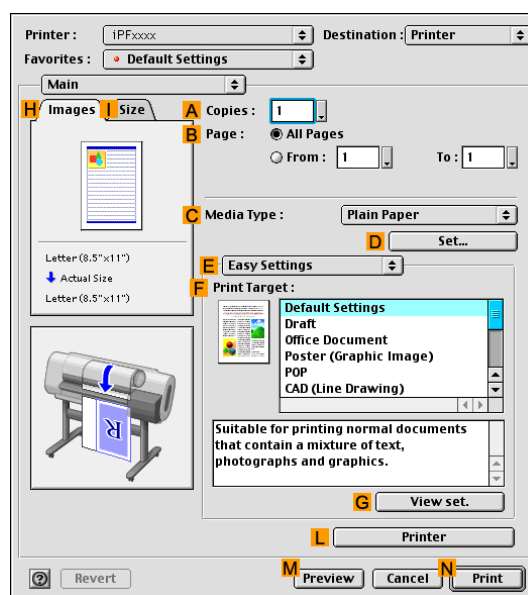 Printer : iPFxxxx Destination : Printer
Favorites : Default Settings
Main
H Images I Size
A Copies : 1
B Page : All Pages
From : 1 To : 1
C Media Type : Plain Paper
D Set...
Letter (8.5"x11")
Actual Size
Letter (8.5"x11")
E Easy Settings
F Print Target :
Default Settings
Draft
Office Document
Poster (Graphic Image)
POP
CAD (Line Drawing)
R
Suitable for printing normal documents
that contain a mixture of text,
photographs and graphics.
G View set.
L Printer
? Revert M Preview Cancel N Print